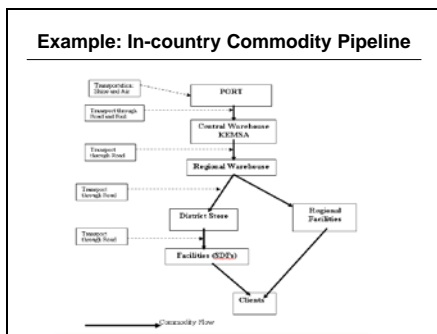 Example: In-country Commodity Pipeline
Transportation:
and Air
PORT
Transport through
Road and Rail
Central Warehouse
KEMSA
Transport
through Road
Regional Warehouse
Transport
through Road
District Store
Regional
Facilities
Transport
through Road
Facilities (SDPs)
Clients
Commodity Flow